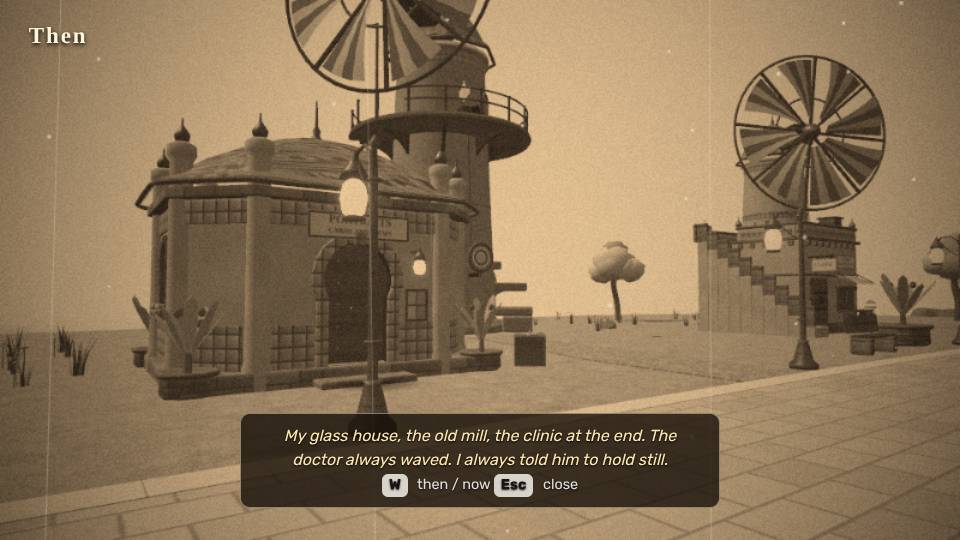 Then
My glass house, the old mill, the clinic at the end. The
doctor always waved. I always told him to hold still.
W then / now Esc close